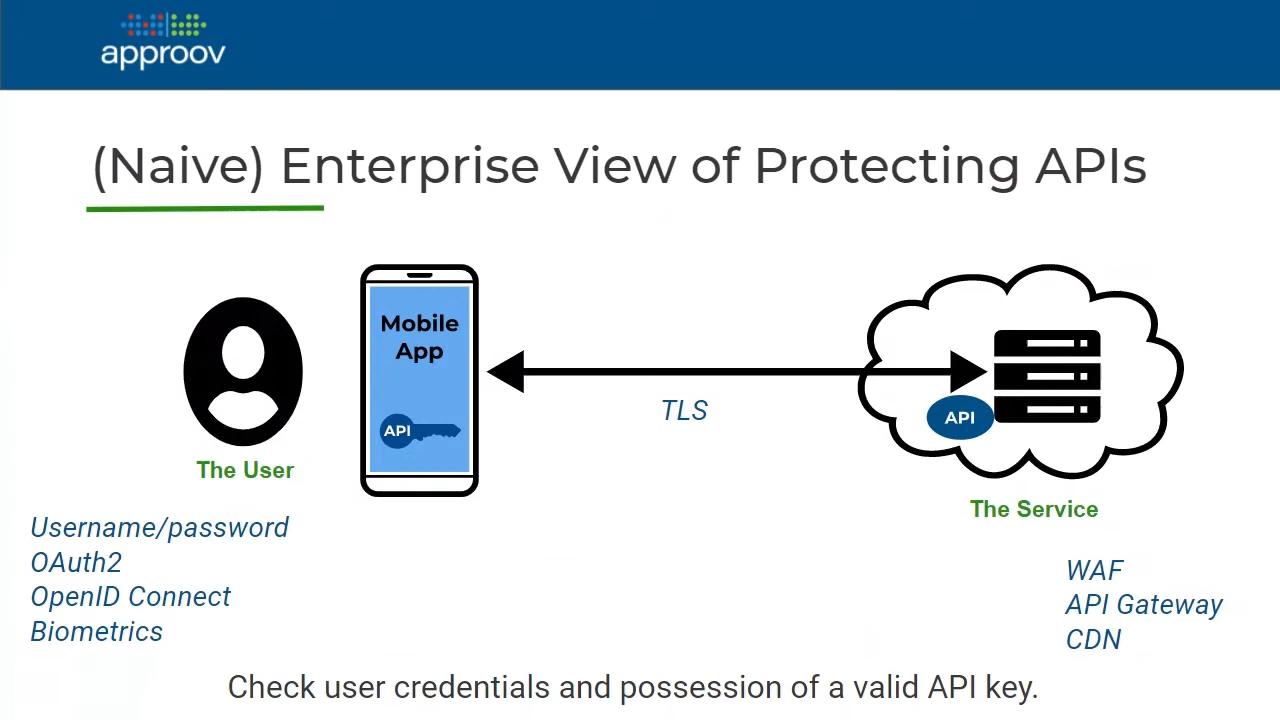 approov
(Naive) Enterprise View of Protecting APIs
Mobile
App
API
TLS
API
The User
The Service
Username/password
OAuth2
OpenID Connect
Biometrics
WAF
API Gateway
CDN
Check user credentials and possession of a valid API key.